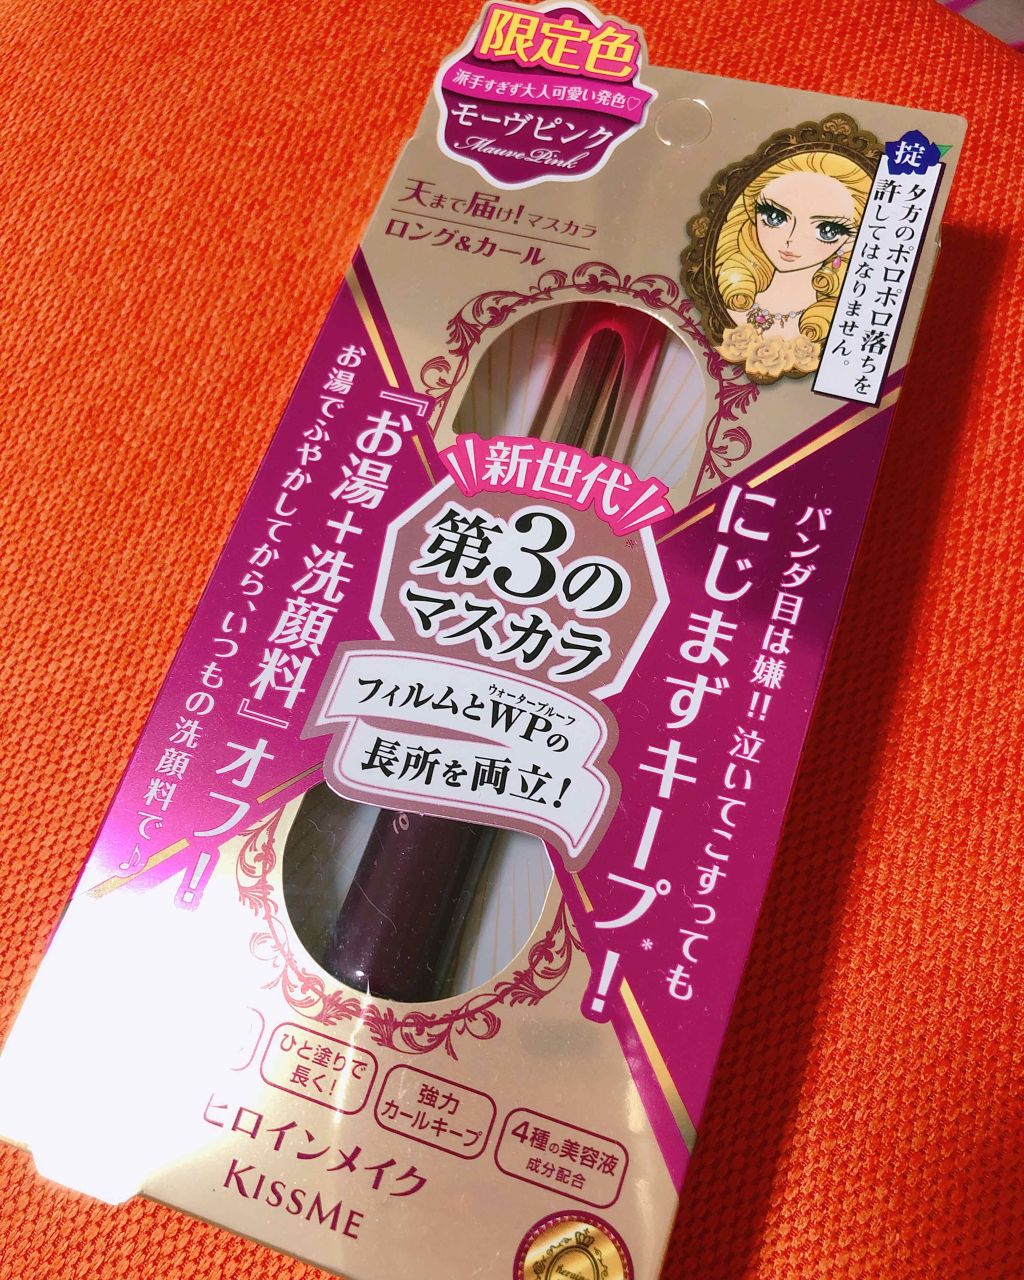 限定色
派手すぎず大人可愛い発色♡
モーヴピンク
Mauve Pink
天まで届け!マスカラ
ロング&カール
掟
夕方のポロポロ落ちを
許してはなりません。
パンダ目は嫌!!泣いてこすっても
にじまずキープ*!
新世代※
第3の
マスカラ
フィルムとWPの
ウォータープルーフ
長所を両立!
『お湯+洗顔料』オフ!
お湯でふやかしてから、いつもの洗顔料で♪
ひと塗りで
長く!
強力
カールキープ
4種の美容液
成分配合
ヒロインメイク
KISSME